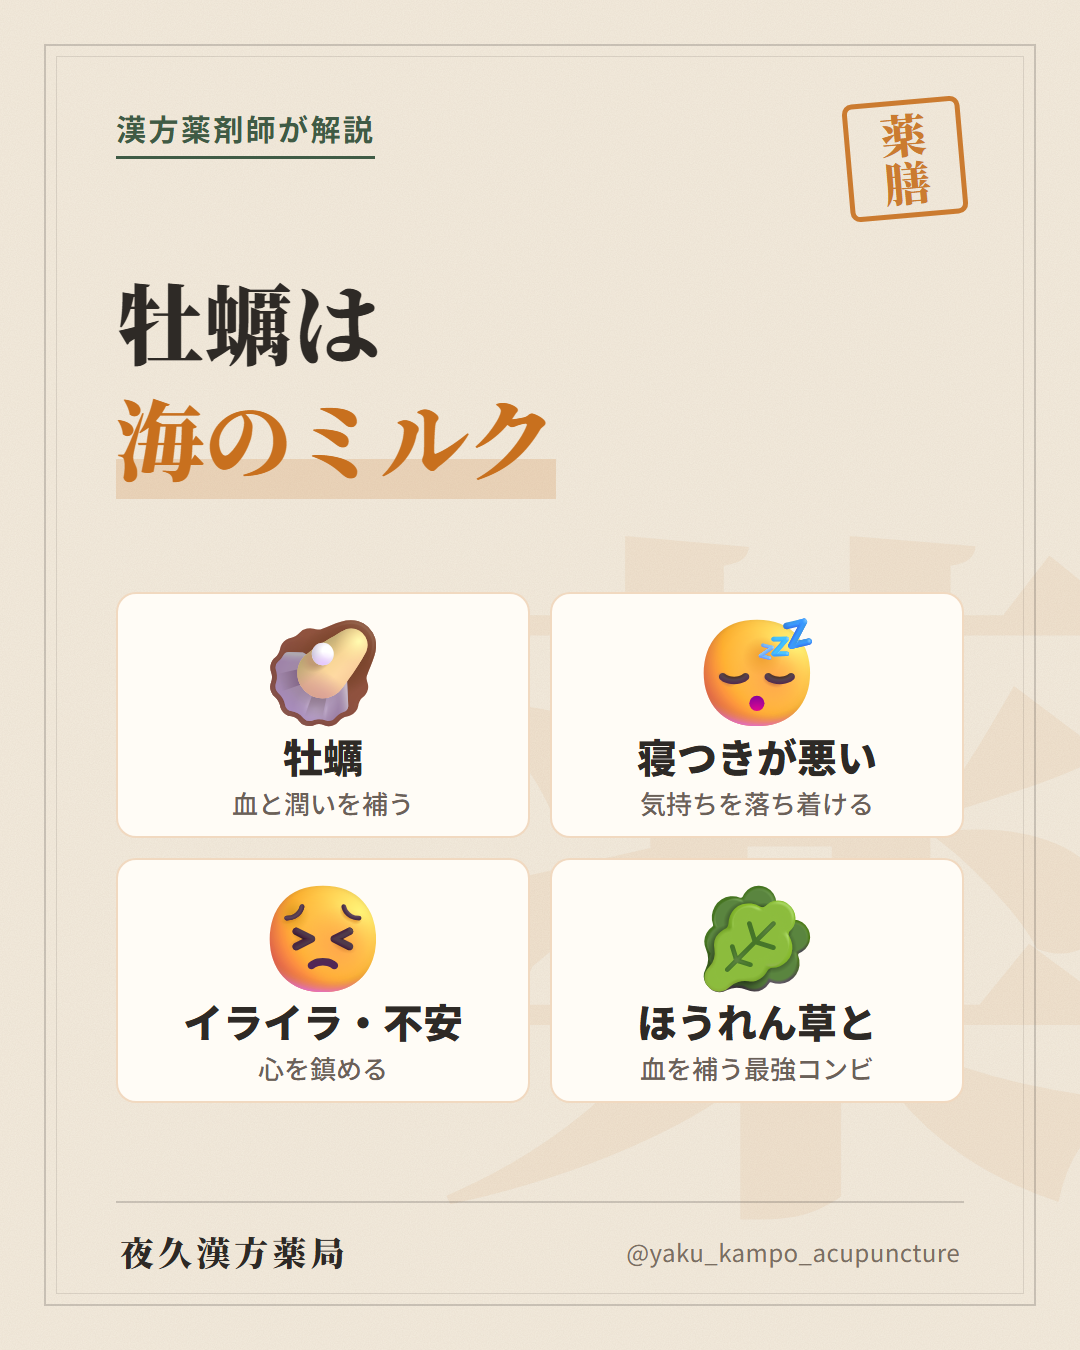 漢方薬剤師が解説
薬
膳
牡蠣は
海のミルク
牡蠣
血と潤いを補う
寝つきが悪い
気持ちを落ち着ける
イライラ・不安
心を鎮める
ほうれん草と
血を補う最強コンビ
夜久漢方薬局
@yaku_kampo_acupuncture